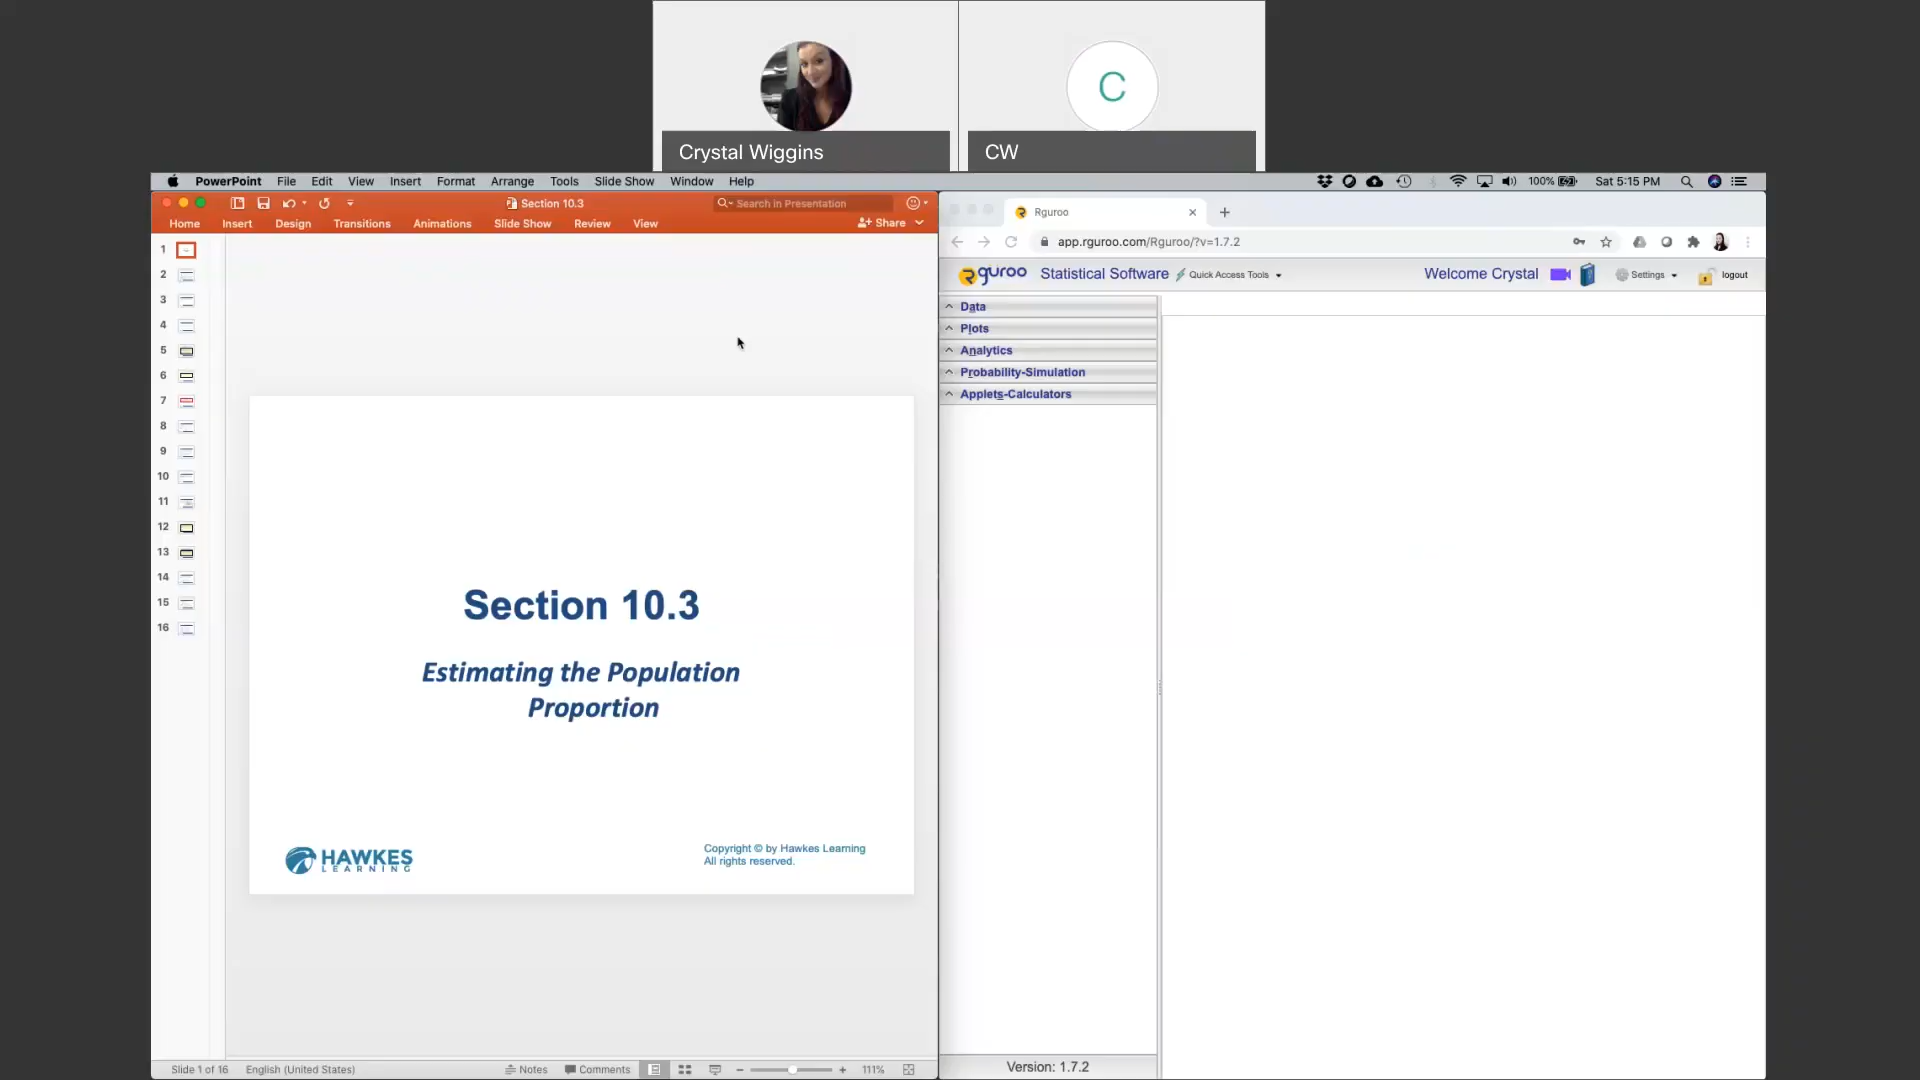 C
Crystal Wiggins
CW
PowerPoint File Edit View Insert Format Arrange Tools Slide Show Window Help
100% Sat 5:15 PM
Section 10.3
Search in Presentation
Home Insert Design Transitions Animations Slide Show Review View
Share
1
2
3
4
5
6
7
8
9
10
11
12
13
14
15
16
Section 10.3
Estimating the Population
Proportion
HAWKES
LEARNING
Copyright © by Hawkes Learning
All rights reserved.
Slide 1 of 16 English (United States) Notes Comments 111%
Rguroo
app.rguroo.com/Rguroo/?v=1.7.2
Rguroo Statistical Software Quick Access Tools Welcome Crystal Settings logout
Data
Plots
Analytics
Probability-Simulation
Applets-Calculators
Version: 1.7.2